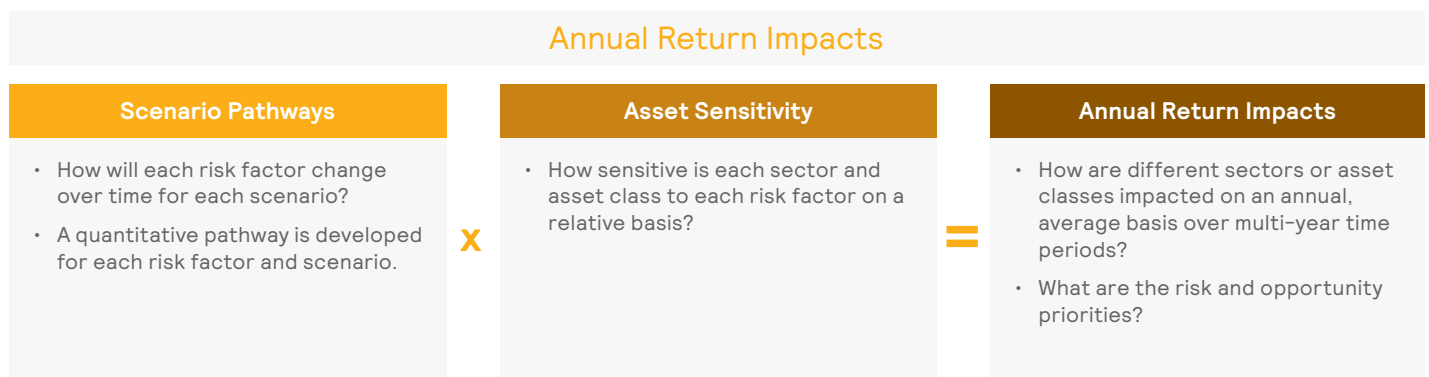 Annual Return Impacts
Scenario Pathways
• How will each risk factor change
over time for each scenario?
• A quantitative pathway is developed
for each risk factor and scenario.
x
Asset Sensitivity
• How sensitive is each sector and
asset class to each risk factor on a
relative basis?
=
Annual Return Impacts
• How are different sectors or asset
classes impacted on an annual,
average basis over multi-year time
periods?
• What are the risk and opportunity
priorities?